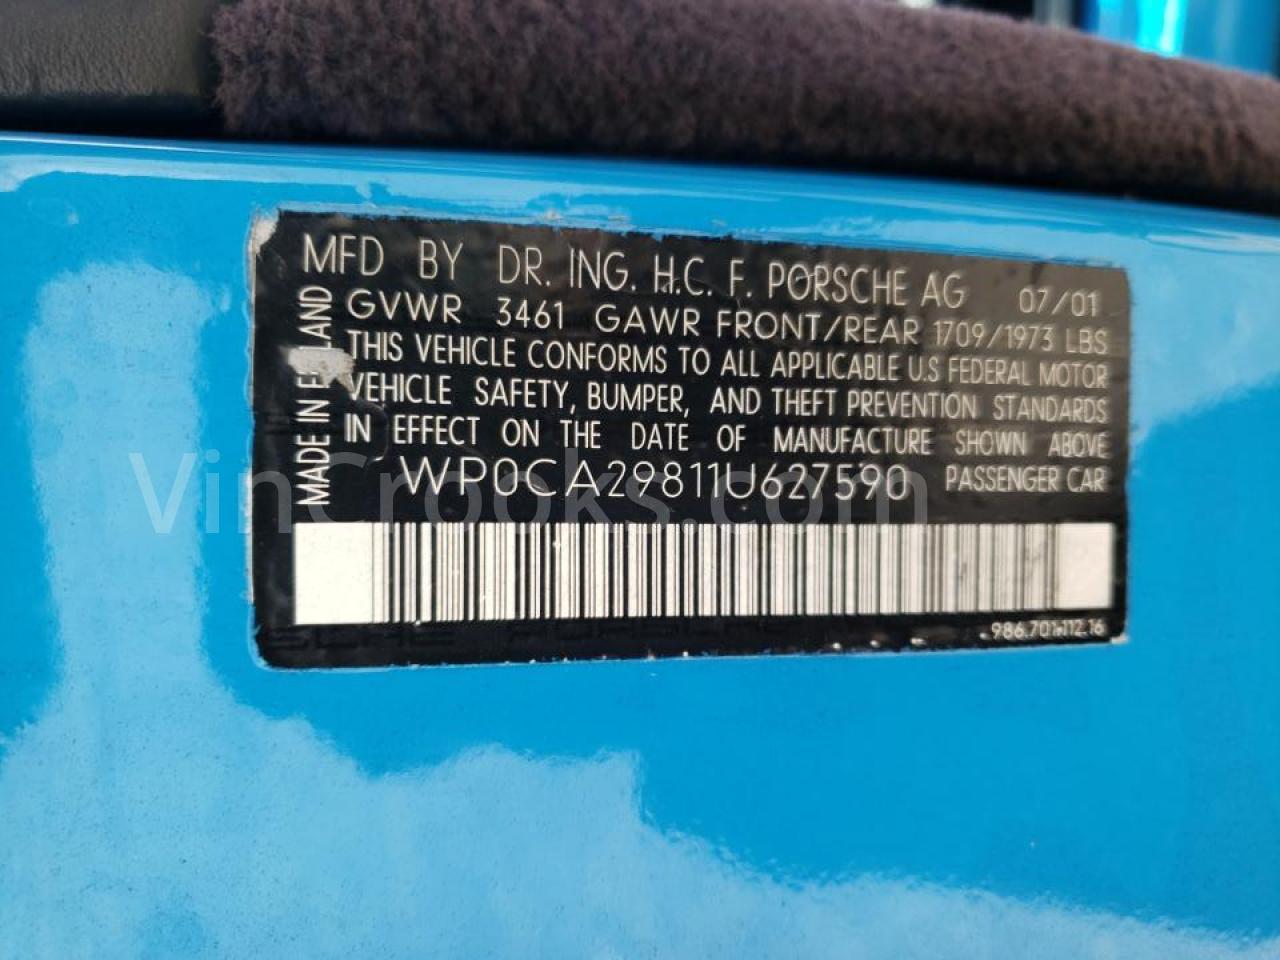 MFD BY DR. ING. H.C. F. PORSCHE AG 07/01
GVWR 3461 GAWR FRONT/REAR 1709/1973 LBS
THIS VEHICLE CONFORMS TO ALL APPLICABLE U.S FEDERAL MOTOR
VEHICLE SAFETY, BUMPER, AND THEFT PREVENTION STANDARDS
IN EFFECT ON THE DATE OF MANUFACTURE SHOWN ABOVE
WP0CA29811U627590 PASSENGER CAR
MADE IN
986.701.112.16
VinCrooks.com